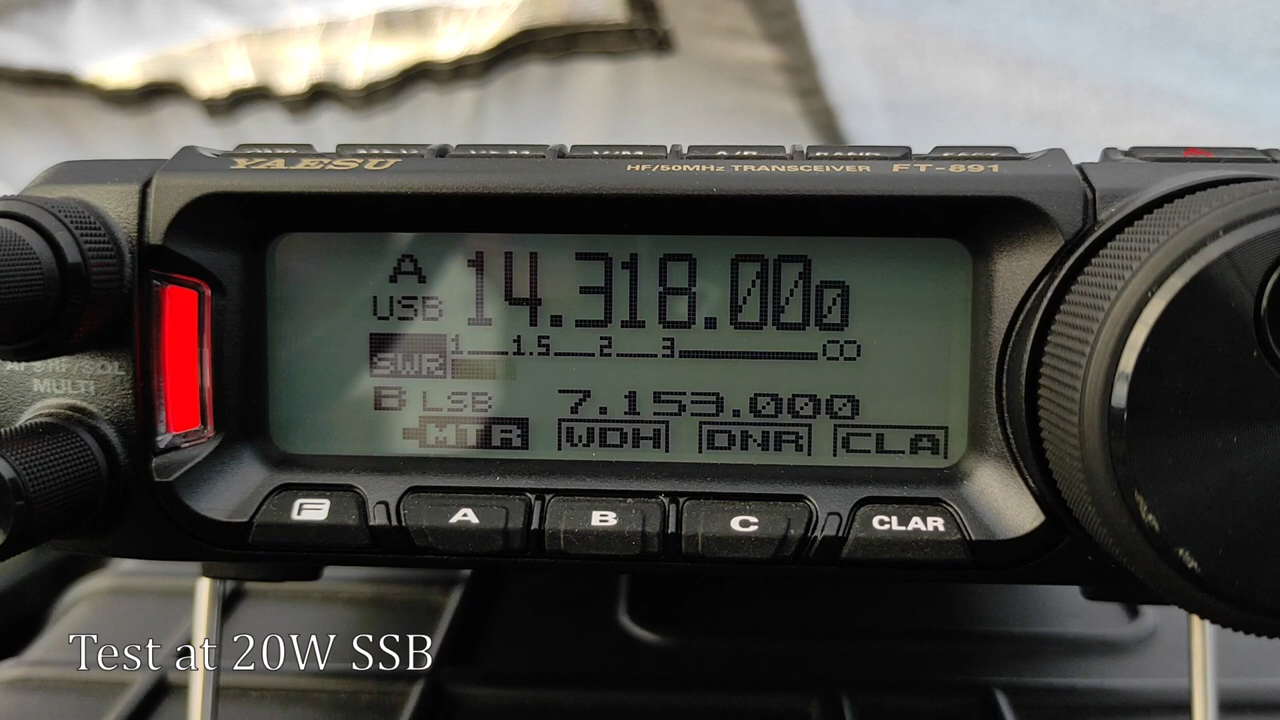 YAESU
HF/50MHz TRANSCEIVER FT-891
A 14.318.000
USB
1 1.5 2 3 ∞
SWR
B LSB 7.153.000
MTR WDH DNR CLA
MULTI
F A B C CLAR
Test at 20W SSB